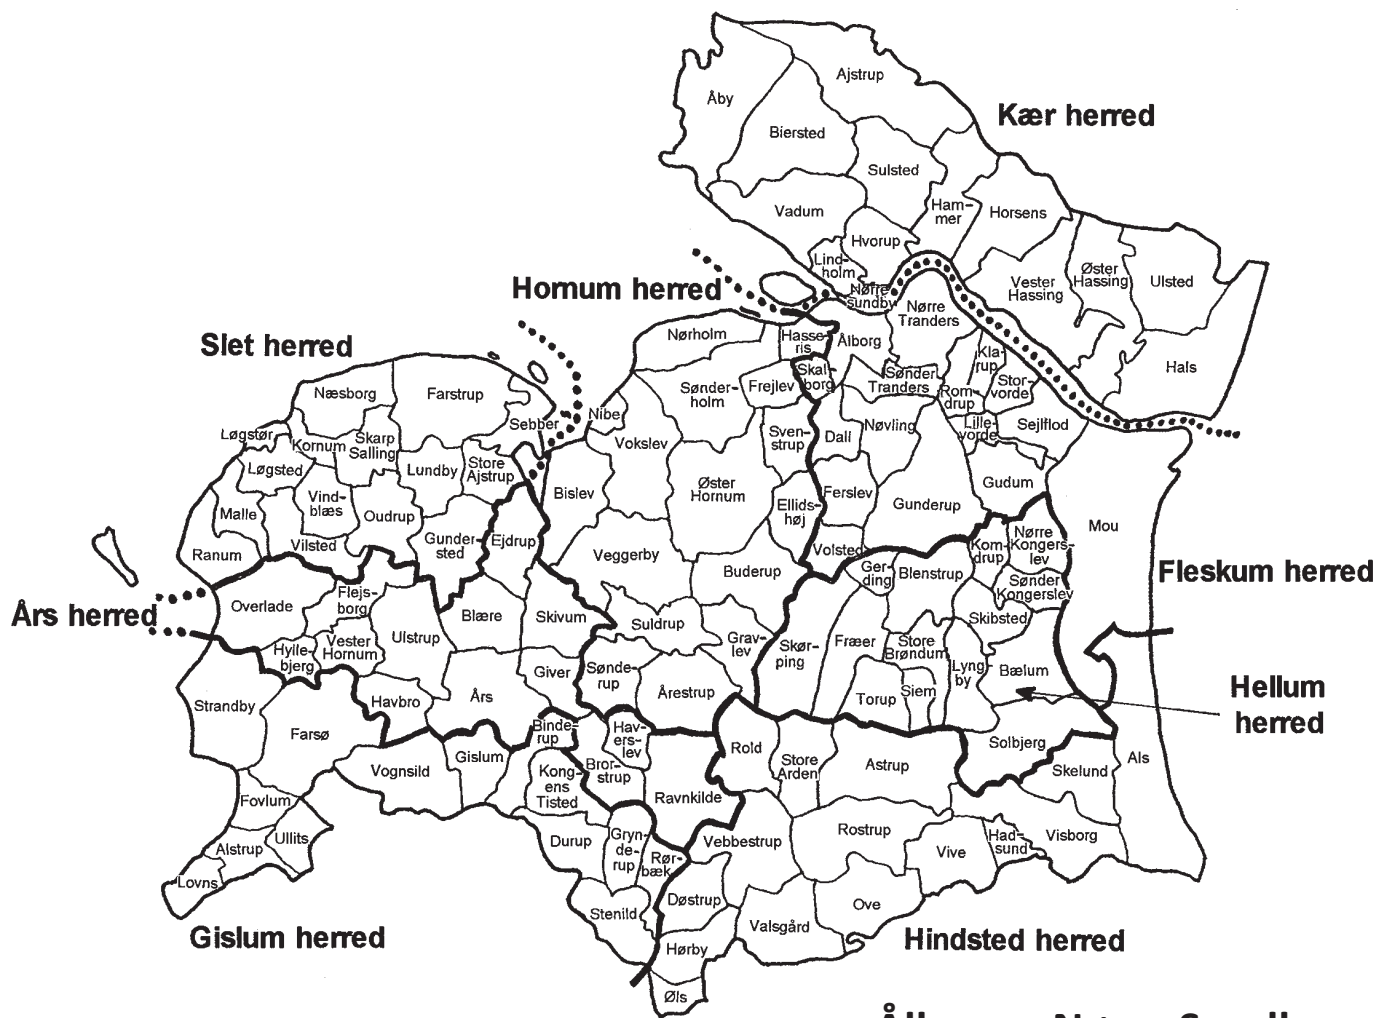 Kær herred
Åby
Ajstrup
Biersted
Sulsted
Ham-
mer
Horsens
Vadum
Hvorup
Lind-
holm
Nørre
sundby
Vester
Hassing
Øster
Hassing
Ulsted
Hals
Hornum herred
Nørholm
Hasse-
ris
Ålborg
Nørre
Tranders
Kla-
rup
Skal-
borg
Sønder
Tranders
Rom-
drup
Stor-
vorde
Sønder-
holm
Frejlev
Nibe
Vokslev
Sven-
strup
Dall
Nøvling
Lille-
vorde
Sejlflod
Slet herred
Næsborg
Farstrup
Sebber
Løgstør
Kornum
Skarp
Salling
Løgsted
Lundby
Store
Ajstrup
Vind-
blæs
Malle
Oudrup
Ranum
Vilsted
Gunder-
sted
Ejdrup
Bislev
Øster
Hornum
Ellids-
høj
Ferslev
Gunderup
Gudum
Mou
Veggerby
Buderup
Volsted
Ger-
ding
Blenstrup
Kom-
drup
Nørre
Kongers-
lev
Sønder
Kongerslev
Fleskum herred
Års herred
Overlade
Flejs-
borg
Hylle-
bjerg
Vester
Hornum
Ulstrup
Blære
Skivum
Suldrup
Grav-
lev
Skør-
ping
Fræer
Store
Brøndum
Skibsted
Lyng-
by
Bælum
Hellum
herred
Strandby
Havbro
Års
Giver
Sønde-
rup
Årestrup
Torup
Siem
Solbjerg
Farsø
Vognsild
Gislum
Binde-
rup
Hav-
ers-
lev
Rold
Store
Arden
Astrup
Skelund
Als
Kong-
ens
Tisted
Bror-
strup
Ravnkilde
Fovlum
Ullits
Alstrup
Lovns
Durup
Gryn-
de-
rup
Rør-
bæk
Vebbestrup
Rostrup
Vive
Had-
sund
Visborg
Stenild
Døstrup
Valsgård
Ove
Hørby
Øls
Gislum herred
Hindsted herred